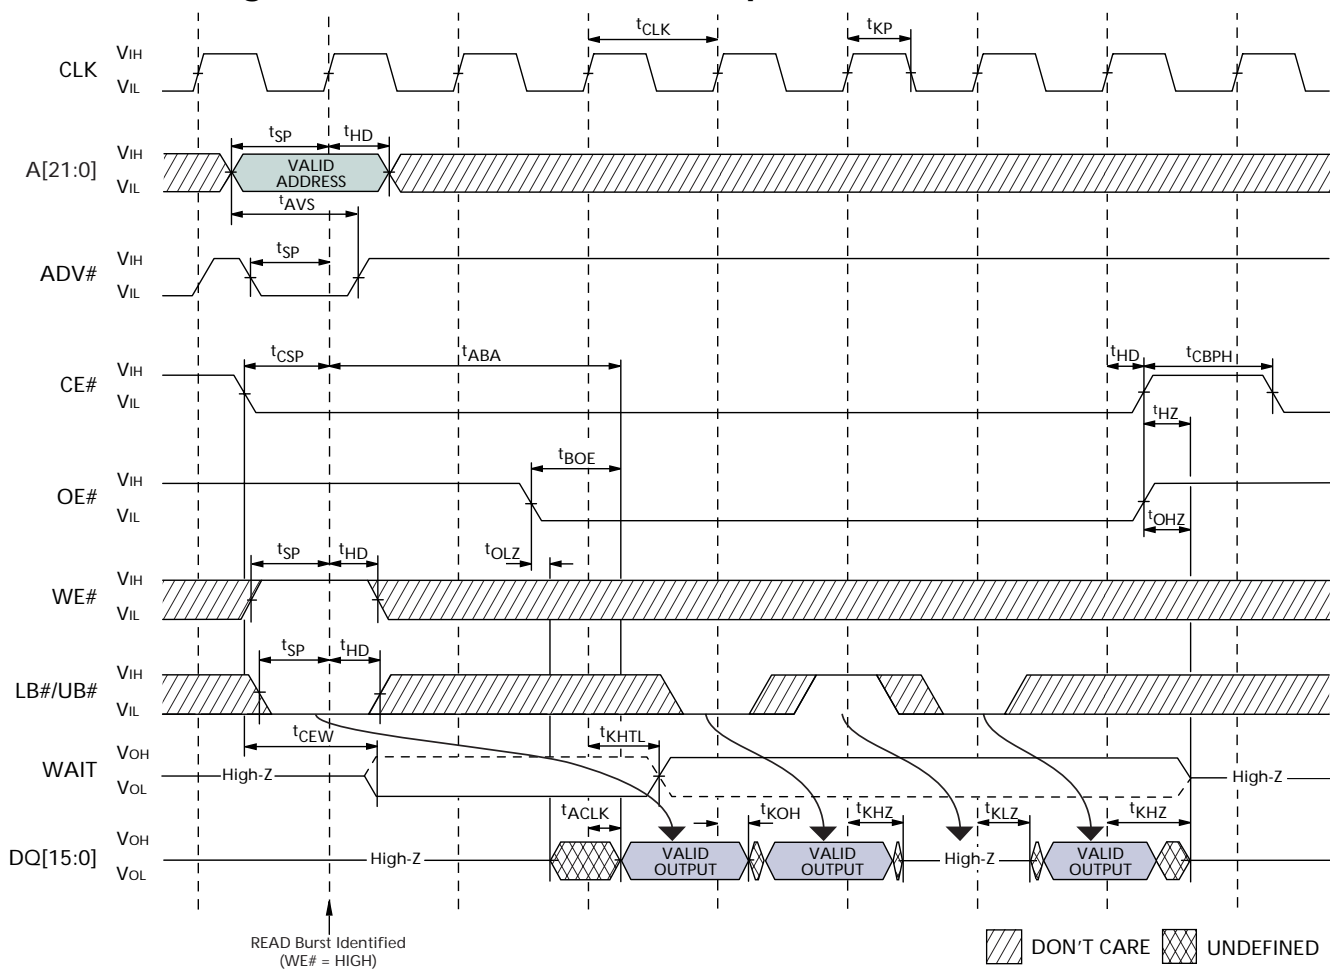 tCLK
tKP
CLK
VIH
VIL
tSP
tHD
A[21:0]
VIH
VIL
VALID
ADDRESS
tAVS
ADV#
VIH
VIL
tSP
tCSP
tABA
tHD
tCBPH
CE#
VIH
VIL
tHZ
tBOE
OE#
VIH
VIL
tOHZ
tOLZ
tSP
tHD
WE#
VIH
VIL
tSP
tHD
LB#/UB#
VIH
VIL
tCEW
tKHTL
WAIT
VOH
VOL
High-Z
High-Z
tACLK
tKOH
tKHZ
tKLZ
tKHZ
DQ[15:0]
VOH
VOL
High-Z
VALID
OUTPUT
VALID
OUTPUT
High-Z
VALID
OUTPUT
READ Burst Identified
(WE# = HIGH)
DON'T CARE
UNDEFINED